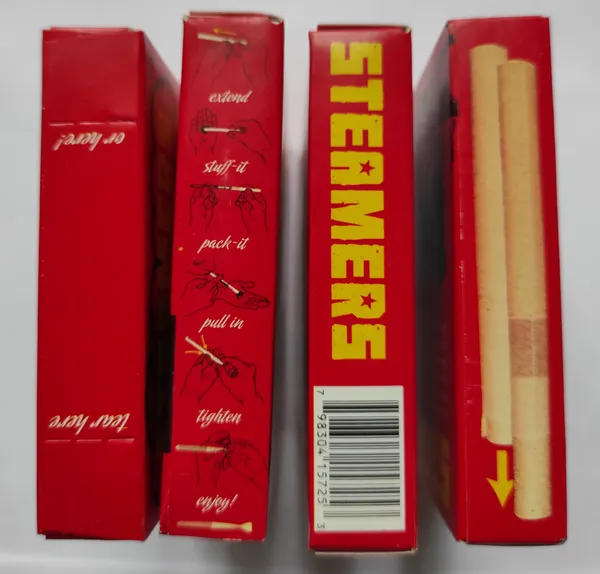 or here!
tear here
extend
stuff-it
pack-it
pull in
tighten
enjoy!
STEAMERS
7 98304 15725 3